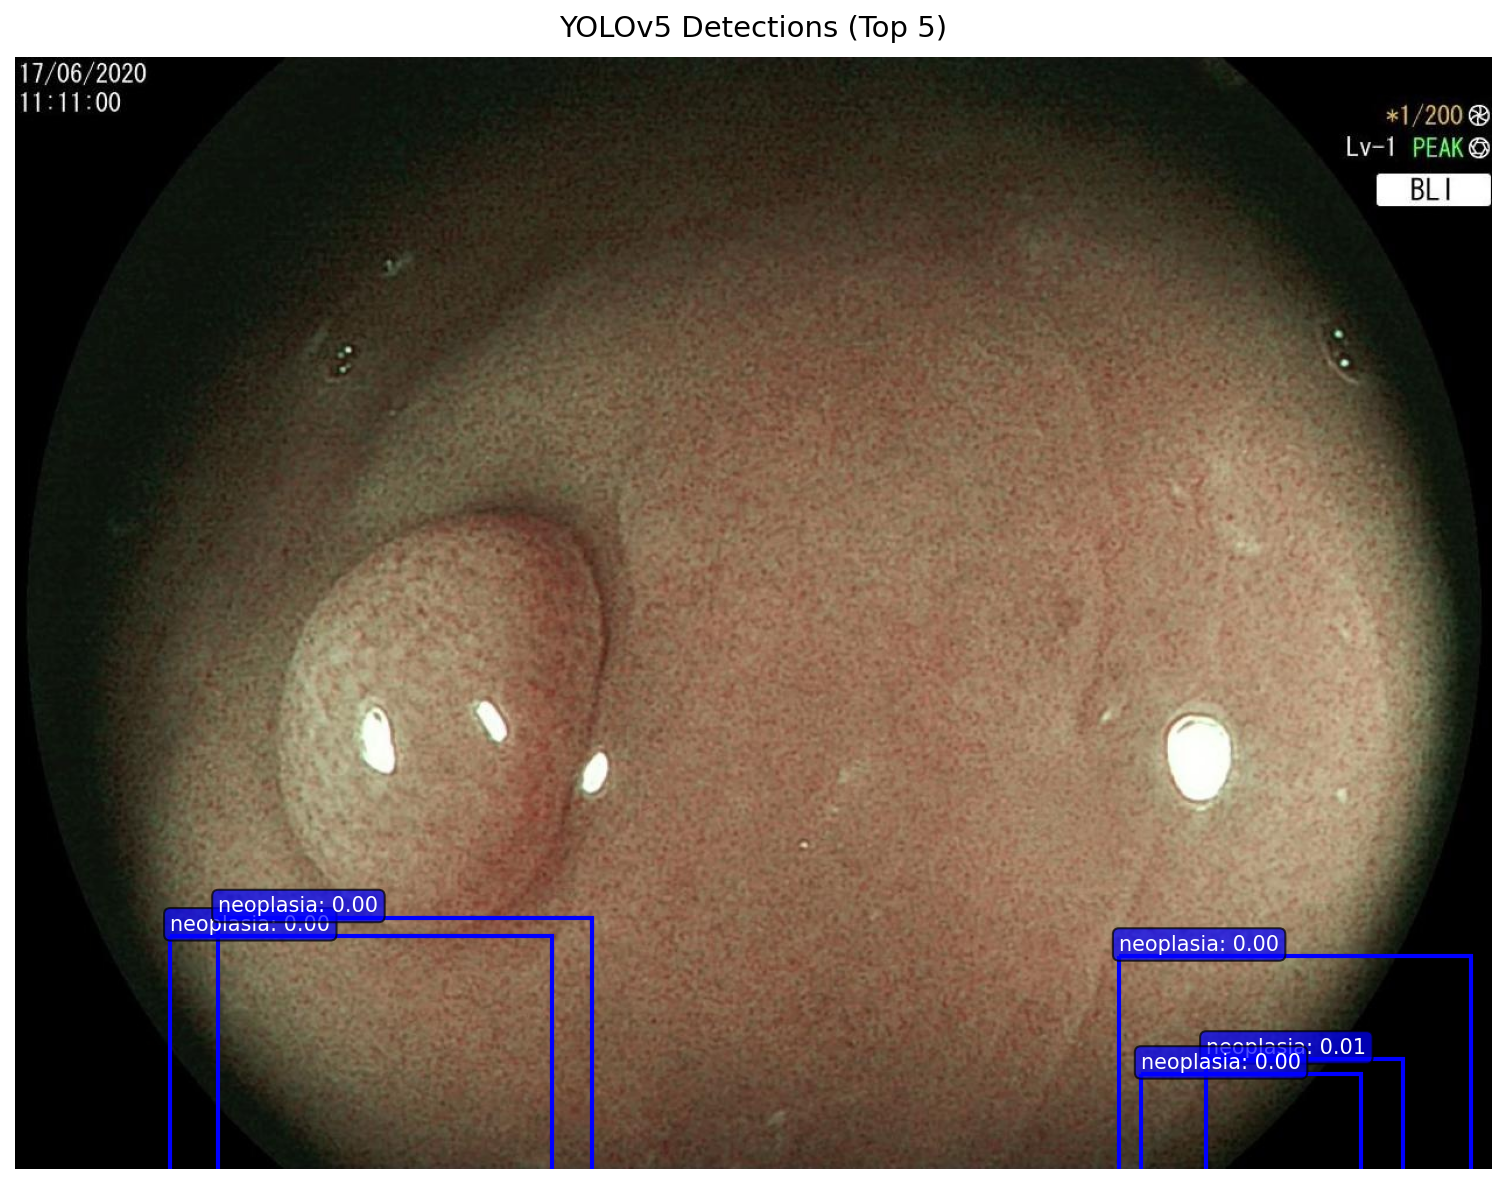 YOLOv5 Detections (Top 5)
17/06/2020
11:11:00
*1/200
Lv-1 PEAK
BLI
neoplasia: 0.00
neoplasia: 0.00
neoplasia: 0.00
neoplasia: 0.01
neoplasia: 0.00